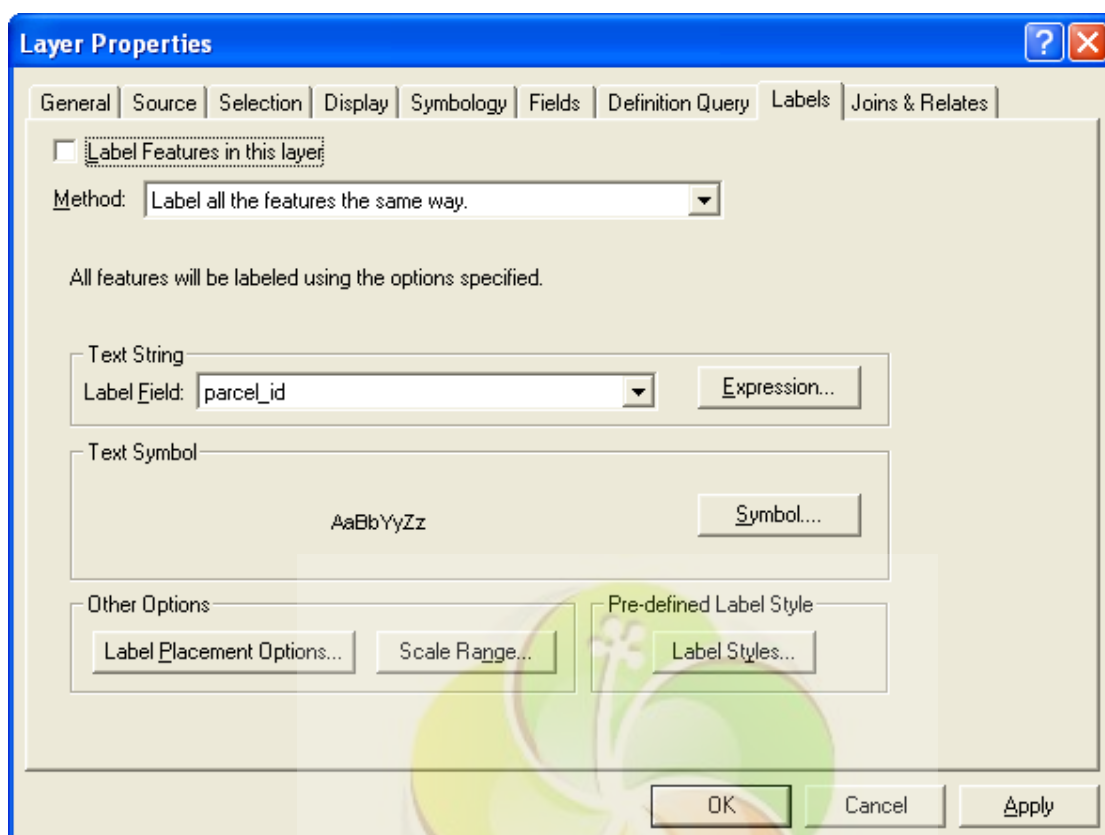 Layer Properties
General Source Selection Display Symbology Fields Definition Query Labels Joins & Relates
Label Features in this layer
Method: Label all the features the same way.
All features will be labeled using the options specified.
Text String
Label Field: parcel_id Expression...
Text Symbol
AaBbYyZz Symbol....
Other Options Pre-defined Label Style
Label Placement Options... Scale Range... Label Styles...
OK Cancel Apply